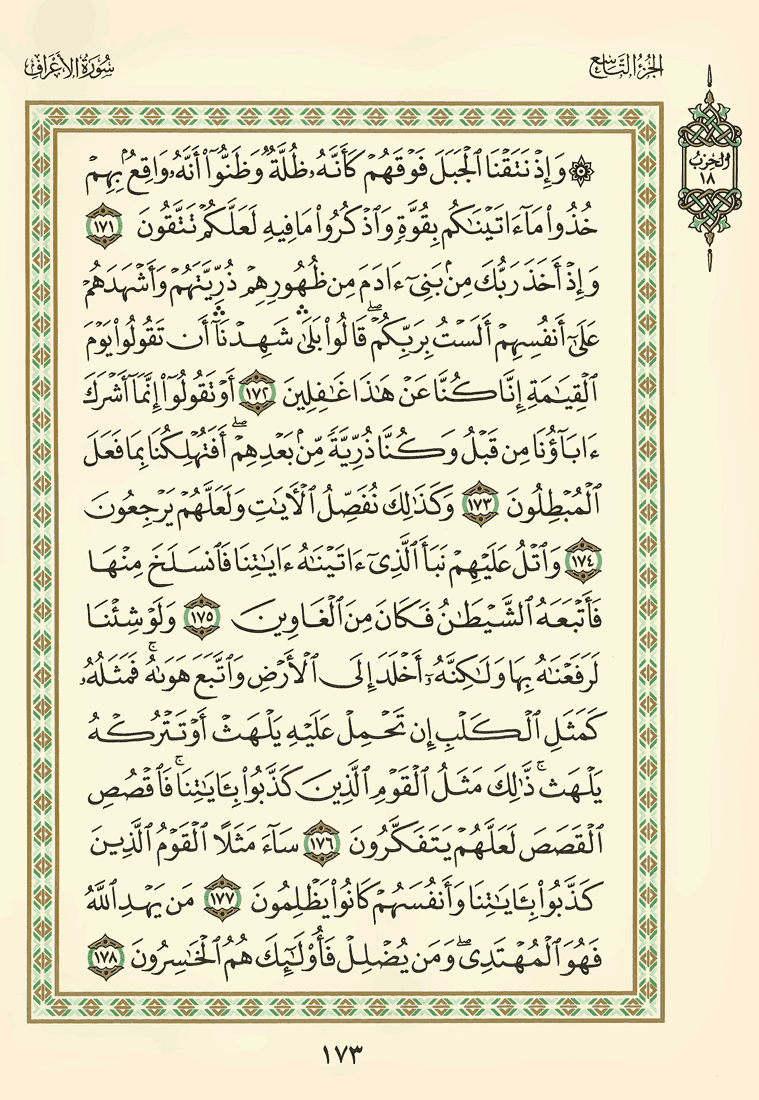 الجزء التاسع
سورة الأعراف
الحزب
١٨
۞ وَإِذْ نَتَقْنَا ٱلْجَبَلَ فَوْقَهُمْ كَأَنَّهُۥ ظُلَّةٌ وَظَنُّوٓا۟ أَنَّهُۥ وَاقِعٌۢ بِهِمْ
خُذُوا۟ مَآ ءَاتَيْنَٰكُم بِقُوَّةٍ وَٱذْكُرُوا۟ مَا فِيهِ لَعَلَّكُمْ تَتَّقُونَ ١٧١
وَإِذْ أَخَذَ رَبُّكَ مِنۢ بَنِىٓ ءَادَمَ مِن ظُهُورِهِمْ ذُرِّيَّتَهُمْ وَأَشْهَدَهُمْ
عَلَىٰٓ أَنفُسِهِمْ أَلَسْتُ بِرَبِّكُمْ ۖ قَالُوا۟ بَلَىٰ ۛ شَهِدْنَآ ۛ أَن تَقُولُوا۟ يَوْمَ
ٱلْقِيَٰمَةِ إِنَّا كُنَّا عَنْ هَٰذَا غَٰفِلِينَ ١٧٢ أَوْ تَقُولُوٓا۟ إِنَّمَآ أَشْرَكَ
ءَابَآؤُنَا مِن قَبْلُ وَكُنَّا ذُرِّيَّةً مِّنۢ بَعْدِهِمْ ۖ أَفَتُهْلِكُنَا بِمَا فَعَلَ
ٱلْمُبْطِلُونَ ١٧٣ وَكَذَٰلِكَ نُفَصِّلُ ٱلْءَايَٰتِ وَلَعَلَّهُمْ يَرْجِعُونَ
١٧٤ وَٱتْلُ عَلَيْهِمْ نَبَأَ ٱلَّذِىٓ ءَاتَيْنَٰهُ ءَايَٰتِنَا فَٱنسَلَخَ مِنْهَا
فَأَتْبَعَهُ ٱلشَّيْطَٰنُ فَكَانَ مِنَ ٱلْغَاوِينَ ١٧٥ وَلَوْ شِئْنَا
لَرَفَعْنَٰهُ بِهَا وَلَٰكِنَّهُۥٓ أَخْلَدَ إِلَى ٱلْأَرْضِ وَٱتَّبَعَ هَوَىٰهُ ۚ فَمَثَلُهُۥ
كَمَثَلِ ٱلْكَلْبِ إِن تَحْمِلْ عَلَيْهِ يَلْهَثْ أَوْ تَتْرُكْهُ
يَلْهَث ۚ ذَّٰلِكَ مَثَلُ ٱلْقَوْمِ ٱلَّذِينَ كَذَّبُوا۟ بِـَٔايَٰتِنَا ۚ فَٱقْصُصِ
ٱلْقَصَصَ لَعَلَّهُمْ يَتَفَكَّرُونَ ١٧٦ سَآءَ مَثَلًا ٱلْقَوْمُ ٱلَّذِينَ
كَذَّبُوا۟ بِـَٔايَٰتِنَا وَأَنفُسَهُمْ كَانُوا۟ يَظْلِمُونَ ١٧٧ مَن يَهْدِ ٱللَّهُ
فَهُوَ ٱلْمُهْتَدِى ۖ وَمَن يُضْلِلْ فَأُو۟لَٰٓئِكَ هُمُ ٱلْخَٰسِرُونَ ١٧٨
١٧٣